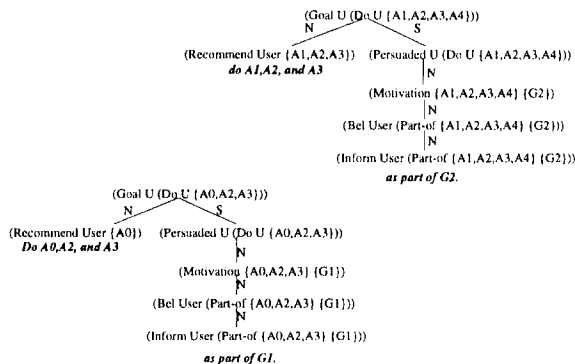 (Goal U (Do U {A1,A2,A3,A4}))
N S
(Recommend User {A1,A2,A3}) (Persuaded U (Do U {A1,A2,A3,A4}))
do A1,A2, and A3
N
(Motivation {A1,A2,A3,A4} {G2})
N
(Bel User (Part-of {A1,A2,A3,A4} {G2}))
N
(Inform User (Part-of {A1,A2,A3,A4} {G2}))
as part of G2.
(Goal U (Do U {A0,A2,A3}))
N S
(Recommend User {A0}) (Persuaded U (Do U {A0,A2,A3}))
Do A0,A2, and A3
N
(Motivation {A0,A2,A3} {G1})
N
(Bel User (Part-of {A0,A2,A3} {G1}))
N
(Inform User (Part-of {A0,A2,A3} {G1}))
as part of G1.